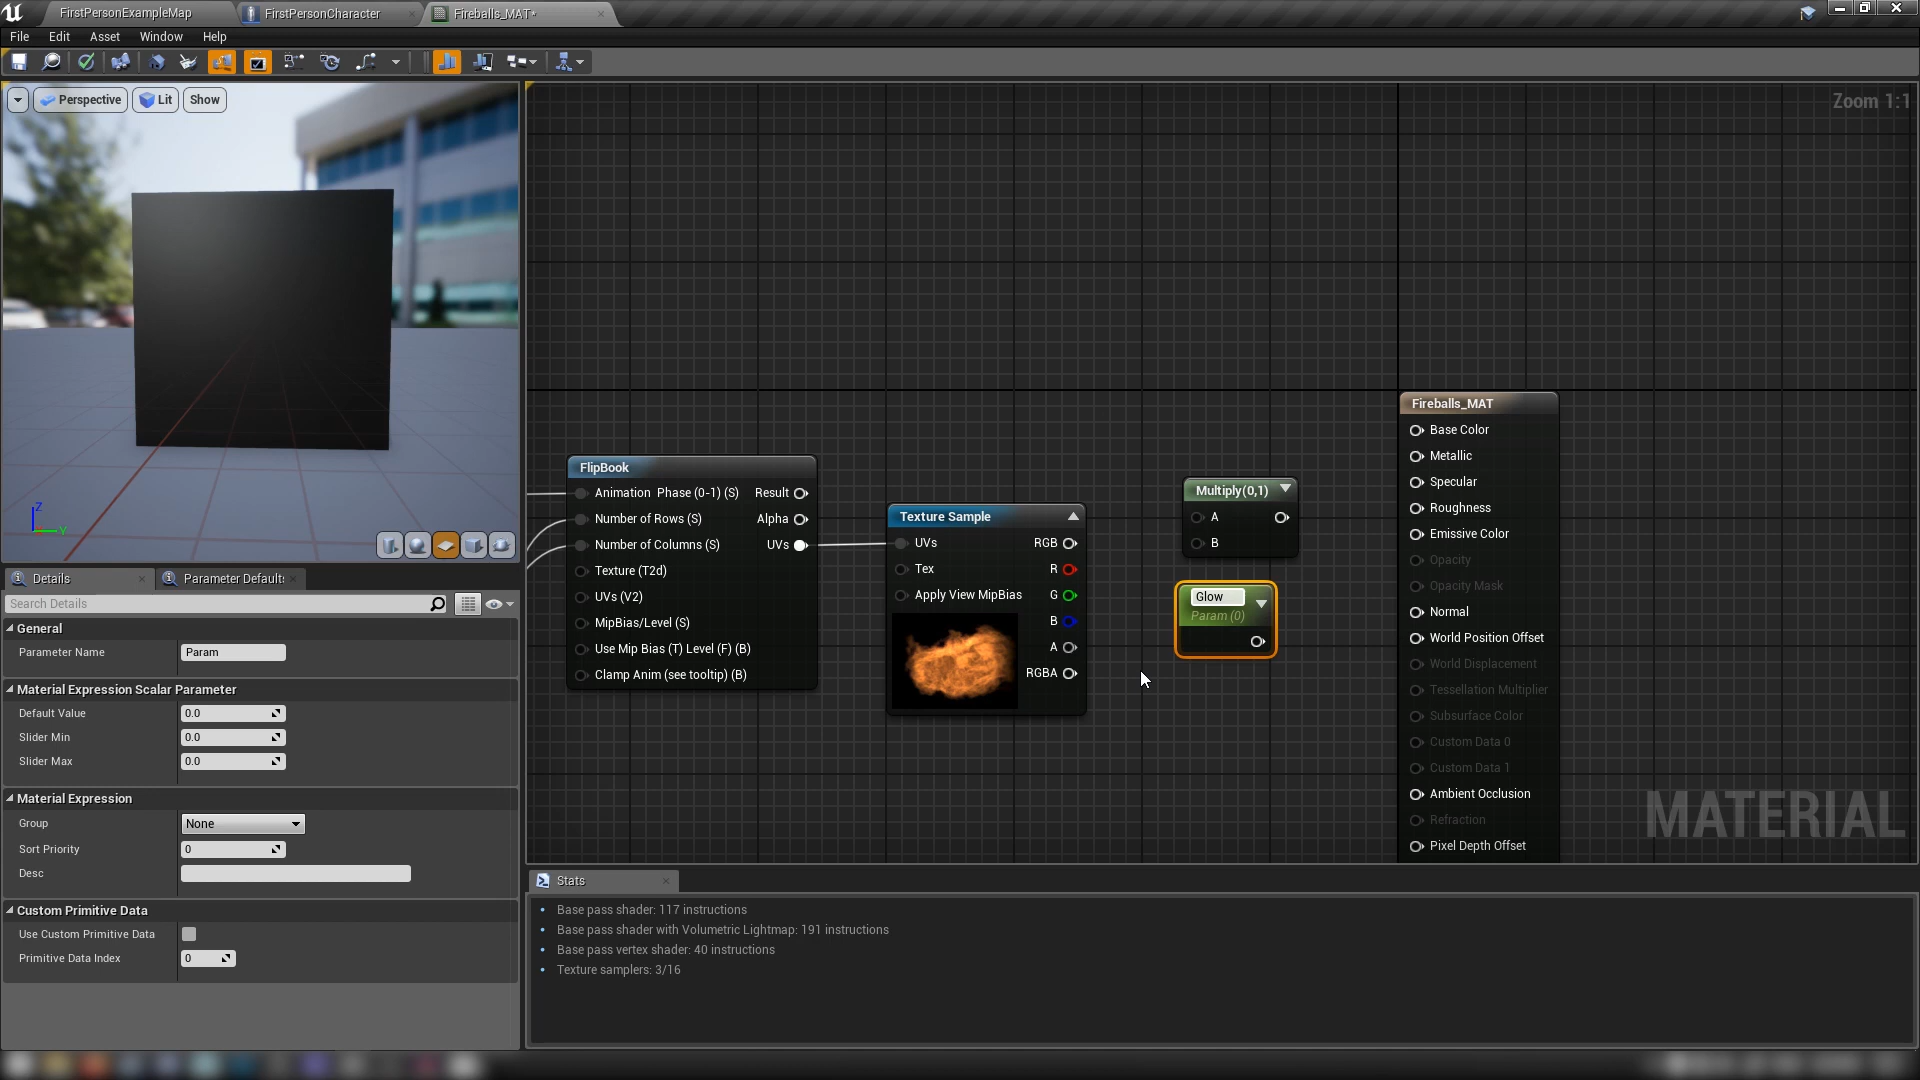 FirstPersonExampleMap
FirstPersonCharacter
Fireballs_MAT*
File Edit Asset Window Help
Perspective Lit Show
Zoom 1:1
Z
Y
Details
Parameter Defaults
Search Details
General
Parameter Name Param
Material Expression Scalar Parameter
Default Value 0.0
Slider Min 0.0
Slider Max 0.0
Material Expression
Group None
Sort Priority 0
Desc
Custom Primitive Data
Use Custom Primitive Data
Primitive Data Index 0
FlipBook
Animation Phase (0-1) (S) Result
Number of Rows (S) Alpha
Number of Columns (S) UVs
Texture (T2d)
UVs (V2)
MipBias/Level (S)
Use Mip Bias (T) Level (F) (B)
Clamp Anim (see tooltip) (B)
Texture Sample
UVs RGB
Tex R
Apply View MipBias G
B
A
RGBA
Multiply(0,1)
A
B
Glow
Param (0)
Fireballs_MAT
Base Color
Metallic
Specular
Roughness
Emissive Color
Opacity
Opacity Mask
Normal
World Position Offset
World Displacement
Tessellation Multiplier
Subsurface Color
Custom Data 0
Custom Data 1
Ambient Occlusion
Refraction
Pixel Depth Offset
MATERIAL
Stats
• Base pass shader: 117 instructions
• Base pass shader with Volumetric Lightmap: 191 instructions
• Base pass vertex shader: 40 instructions
• Texture samplers: 3/16